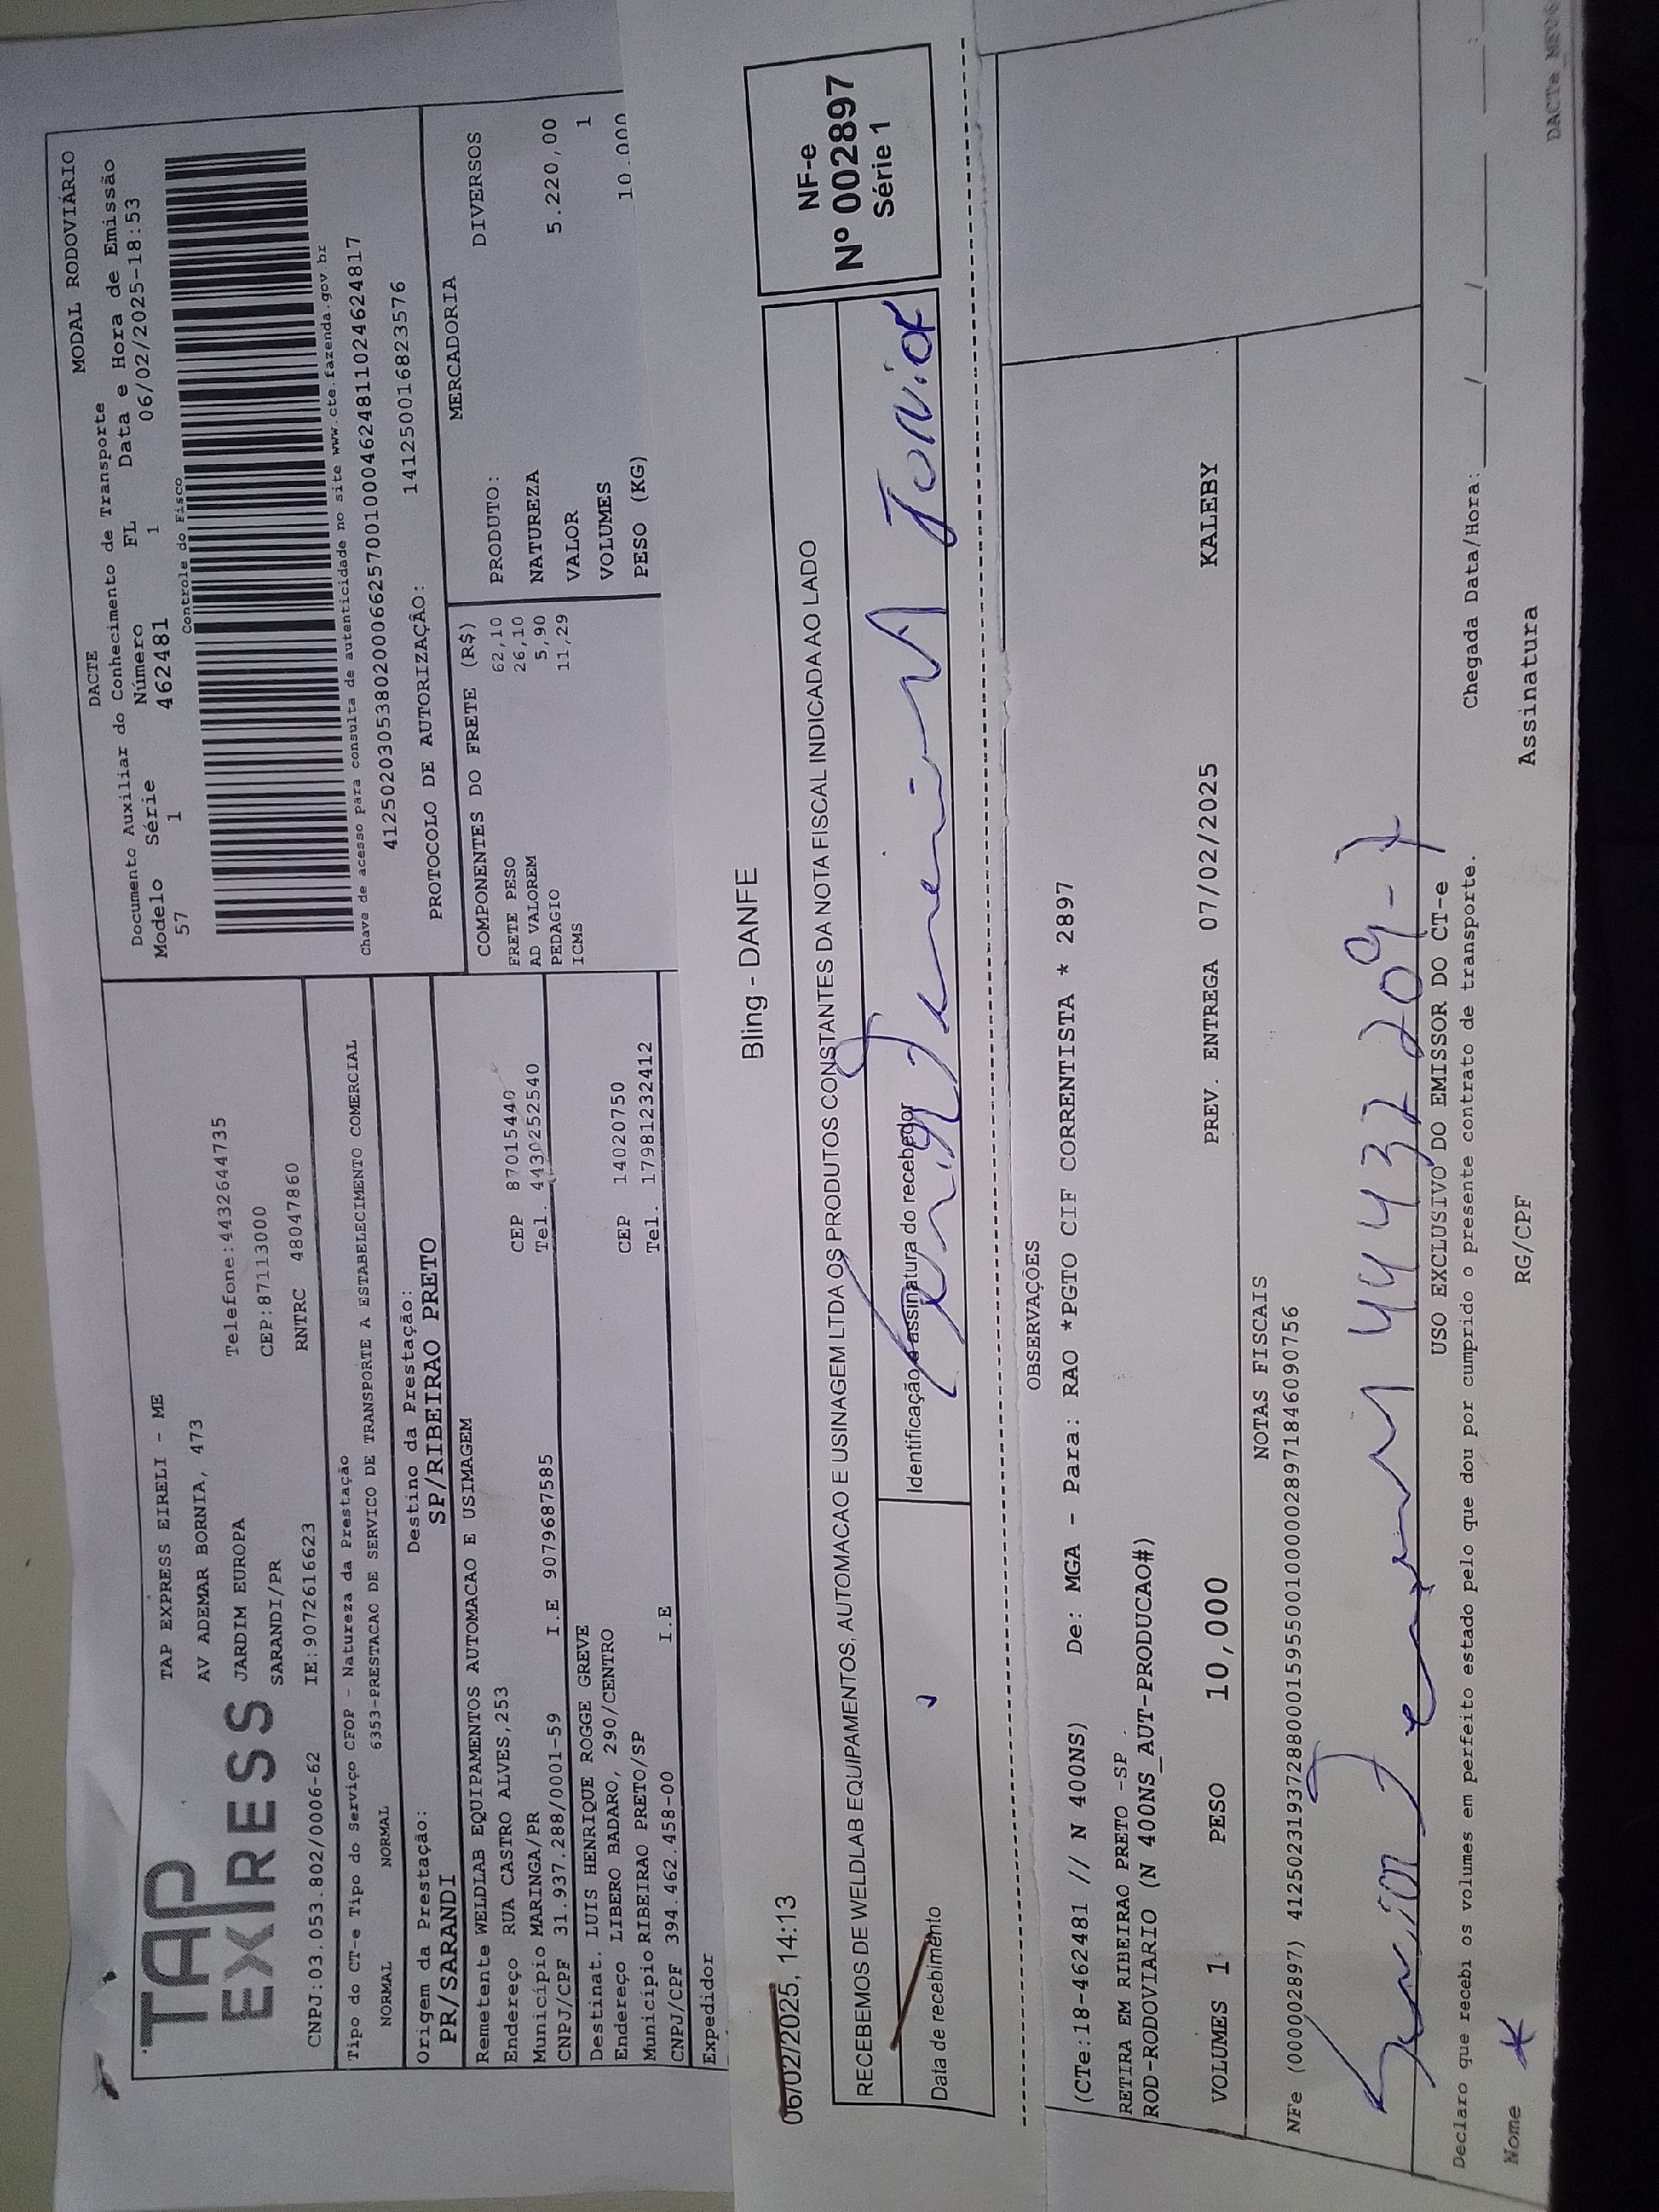 TAP
EXPRESS
TAP EXPRESS EIRELI - ME
AV ADEMAR BORNIA, 473
JARDIM EUROPA
SARANDI/PR
Telefone:4432644735
CEP:87113000
CNPJ:03.053.802/0006-62 IE:9072616623 RNTRC 48047860
DACTE MODAL RODOVIÁRIO
Documento Auxiliar do Conhecimento de Transporte
Modelo Série Número FL Data e Hora de Emissão
57 1 462481 1 06/02/2025-18:53
Controle do Fisco
Chave de acesso para consulta de autenticidade no site www.cte.fazenda.gov.br
41250203053802000662570010004624811024624817
PROTOCOLO DE AUTORIZAÇÃO: 141250016823576
Tipo do CT-e Tipo do Serviço CFOP - Natureza da Prestação
NORMAL NORMAL 6353-PRESTACAO DE SERVICO DE TRANSPORTE A ESTABELECIMENTO COMERCIAL
Origem da Prestação: Destino da Prestação:
PR/SARANDI SP/RIBEIRAO PRETO
Remetente WELDLAB EQUIPAMENTOS AUTOMACAO E USIMAGEM
Endereço RUA CASTRO ALVES,253 CEP 87015440
Município MARINGA/PR Tel. 4430252540
CNPJ/CPF 31.937.288/0001-59 I.E 9079687585
Destinat. LUIS HENRIQUE ROGGE GREVE
Endereço LIBERO BADARO, 290/CENTRO CEP 14020750
Município RIBEIRAO PRETO/SP Tel. 17981232412
CNPJ/CPF 394.462.458-00 I.E
Expedidor
COMPONENTES DO FRETE (R$)
FRETE PESO 62,10
AD VALOREM 26,10
PEDAGIO 5,90
ICMS 11,29
MERCADORIA
PRODUTO: DIVERSOS
NATUREZA
VALOR 5.220,00
VOLUMES 1
PESO (KG) 10.000
06/02/2025, 14:13 Bling - DANFE
RECEBEMOS DE WELDLAB EQUIPAMENTOS, AUTOMACAO E USINAGEM LTDA OS PRODUTOS CONSTANTES DA NOTA FISCAL INDICADA AO LADO
Data de recebimento Identificação e assinatura do recebedor
NF-e
Nº 002897
Série 1
OBSERVAÇÕES
(CTe:18-462481 // N 400NS) De: MGA - Para: RAO *PGTO CIF CORRENTISTA * 2897
RETIRA EM RIBEIRAO PRETO -SP
ROD-RODOVIARIO (N 400NS_AUT-PRODUCAO#)
VOLUMES 1 PESO 10,000 PREV. ENTREGA 07/02/2025 KALEBY
NOTAS FISCAIS
NFe (000002897) 41250231937288000159550010000028971846090756
USO EXCLUSIVO DO EMISSOR DO CT-e
Declaro que recebi os volumes em perfeito estado pelo que dou por cumprido o presente contrato de transporte.
Chegada Data/Hora:____/____/____ ____:____
Nome RG/CPF Assinatura